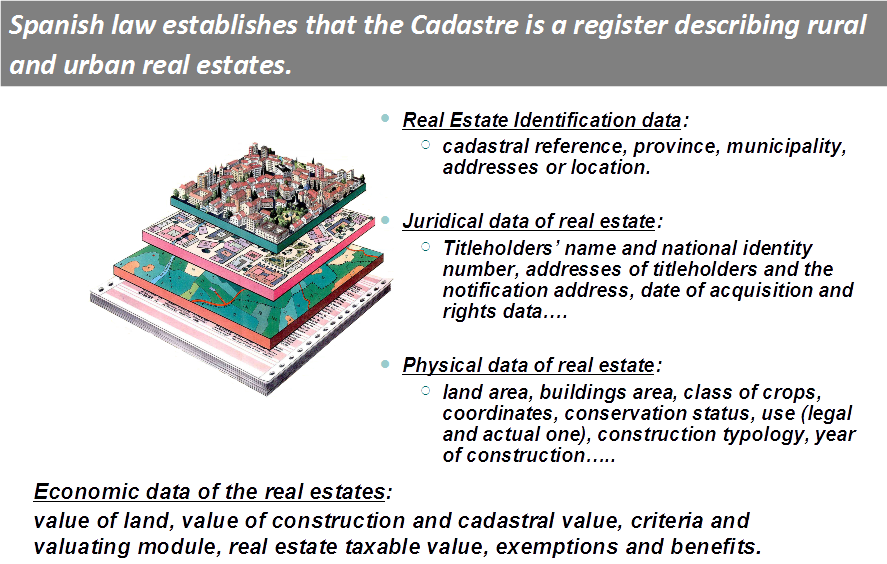 Spanish law establishes that the Cadastre is a register describing rural
and urban real estates.
Real Estate Identification data:
cadastral reference, province, municipality,
addresses or location.
Juridical data of real estate:
Titleholders’ name and national identity
number, addresses of titleholders and the
notification address, date of acquisition and
rights data….
Physical data of real estate:
land area, buildings area, class of crops,
coordinates, conservation status, use (legal
and actual one), construction typology, year
of construction…..
Economic data of the real estates:
value of land, value of construction and cadastral value, criteria and
valuating module, real estate taxable value, exemptions and benefits.